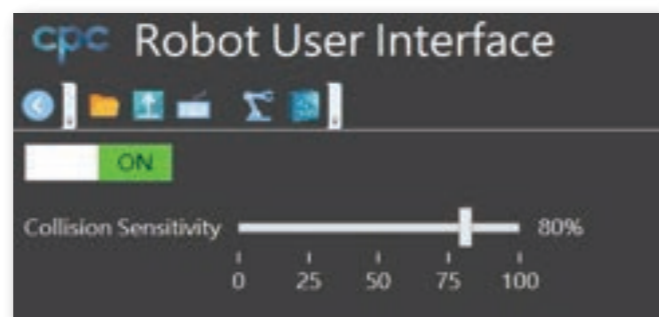 cpc Robot User Interface
ON
Collision Sensitivity 80%
0 25 50 75 100